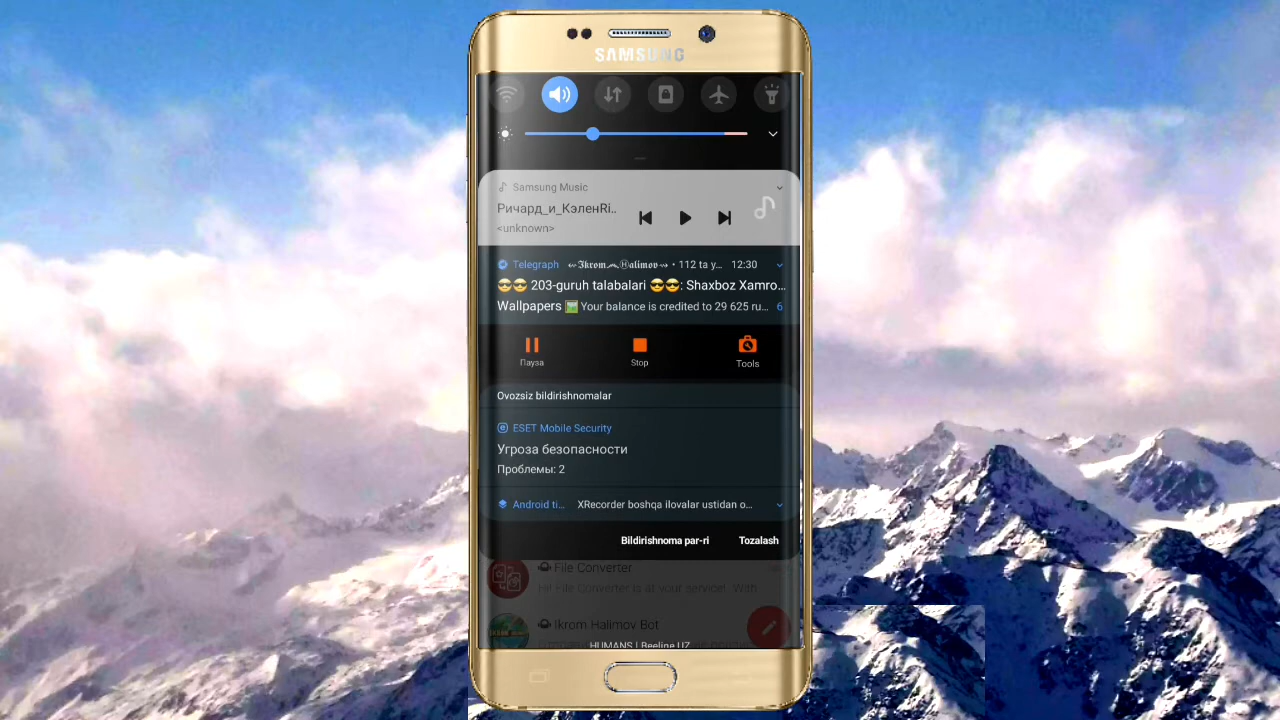 SAMSUNG
Samsung Music
Ричард_и_КэленRi..
<unknown>
Telegraph 𝕴𝖐𝖗𝖔𝖒 Ⓗ𝖆𝖑𝖎𝖒𝖔𝖛 • 112 ta y... 12:30
😎😎 203-guruh talabalari 😎😎: Shaxboz Xamro...
Wallpapers 🖼 Your balance is credited to 29 625 ru... 6
Пауза Stop Tools
Ovozsiz bildirishnomalar
ESET Mobile Security
Угроза безопасности
Проблемы: 2
Android ti... XRecorder boshqa ilovalar ustidan o...
Bildirishnoma par-ri Tozalash
File Converter
Hi! File Converter is at your service! With
Ikrom Halimov Bot
HUMANS | Beeline UZ